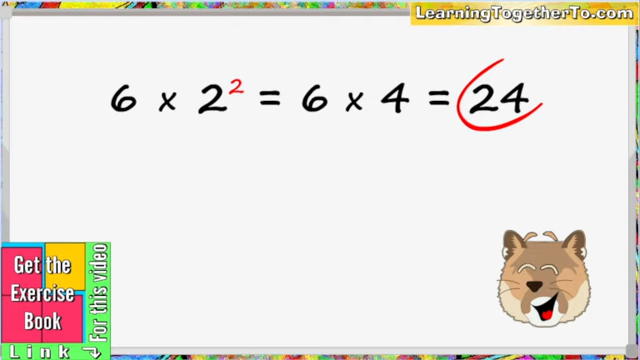 LearningTogetherTo.com
6 x 2² = 6 x 4 = 24
Get the
Exercise
Book
Link
For this video